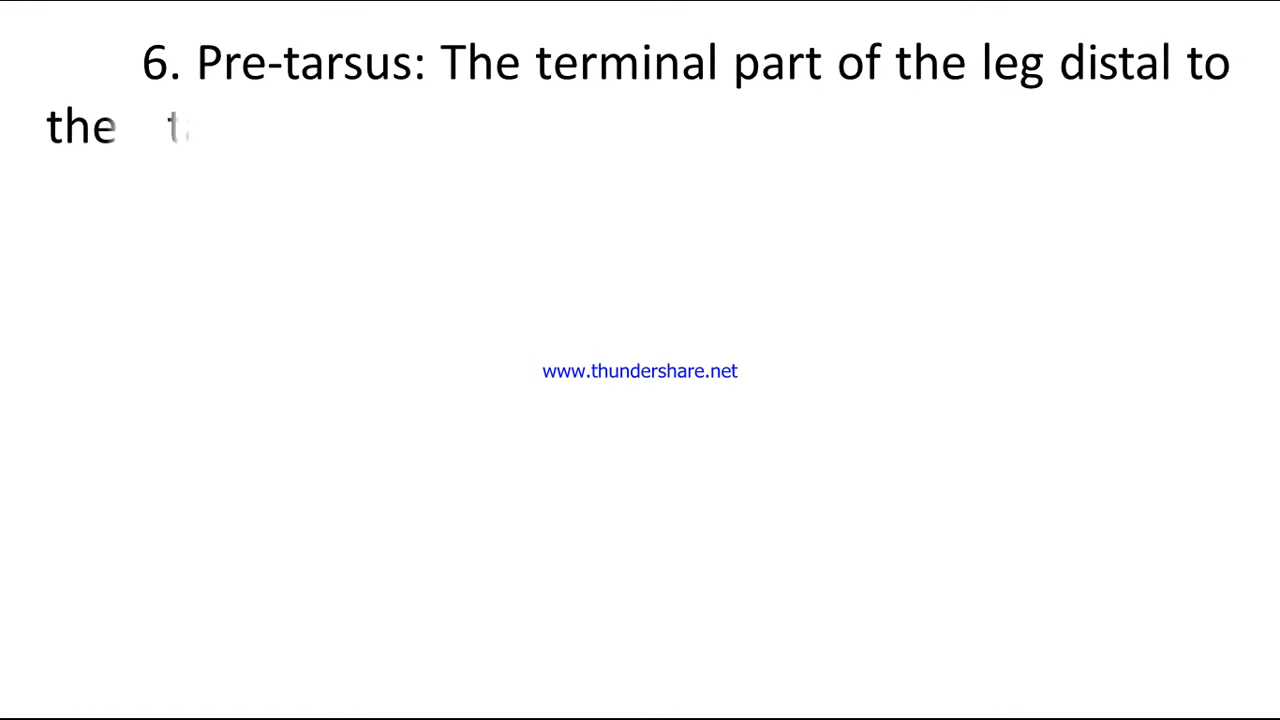 6. Pre-tarsus: The terminal part of the leg distal to
the
www.thundershare.net